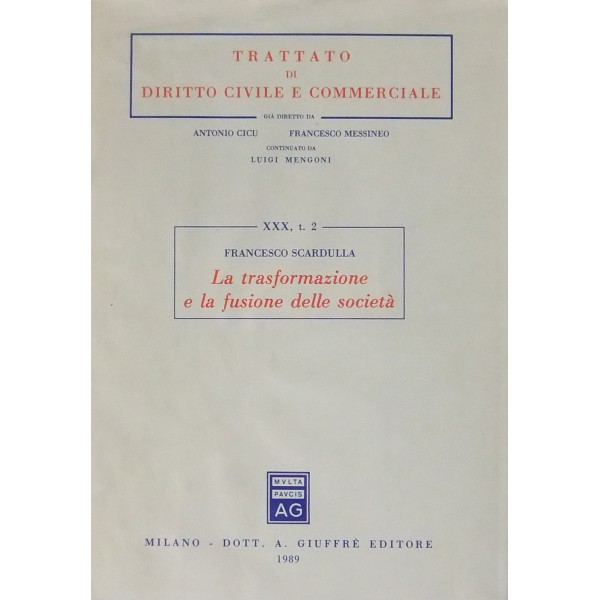 TRATTATO
DI
DIRITTO CIVILE E COMMERCIALE
GIÀ DIRETTO DA
ANTONIO CICU FRANCESCO MESSINEO
CONTINUATO DA
LUIGI MENGONI
XXX, t. 2
FRANCESCO SCARDULLA
La trasformazione
e la fusione delle società
MVLTA
PAVCIS
AG
MILANO - DOTT. A. GIUFFRÈ EDITORE
1989